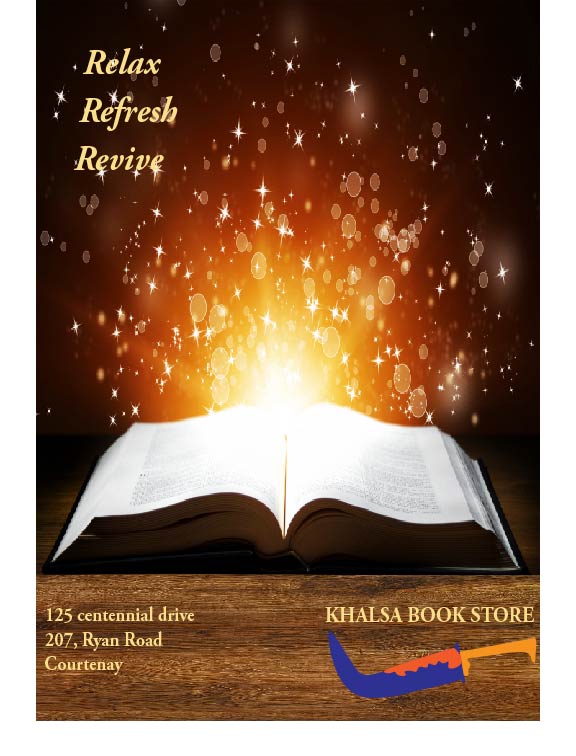 Relax
Refresh
Revive
125 centennial drive
207, Ryan Road
Courtenay
KHALSA BOOK STORE